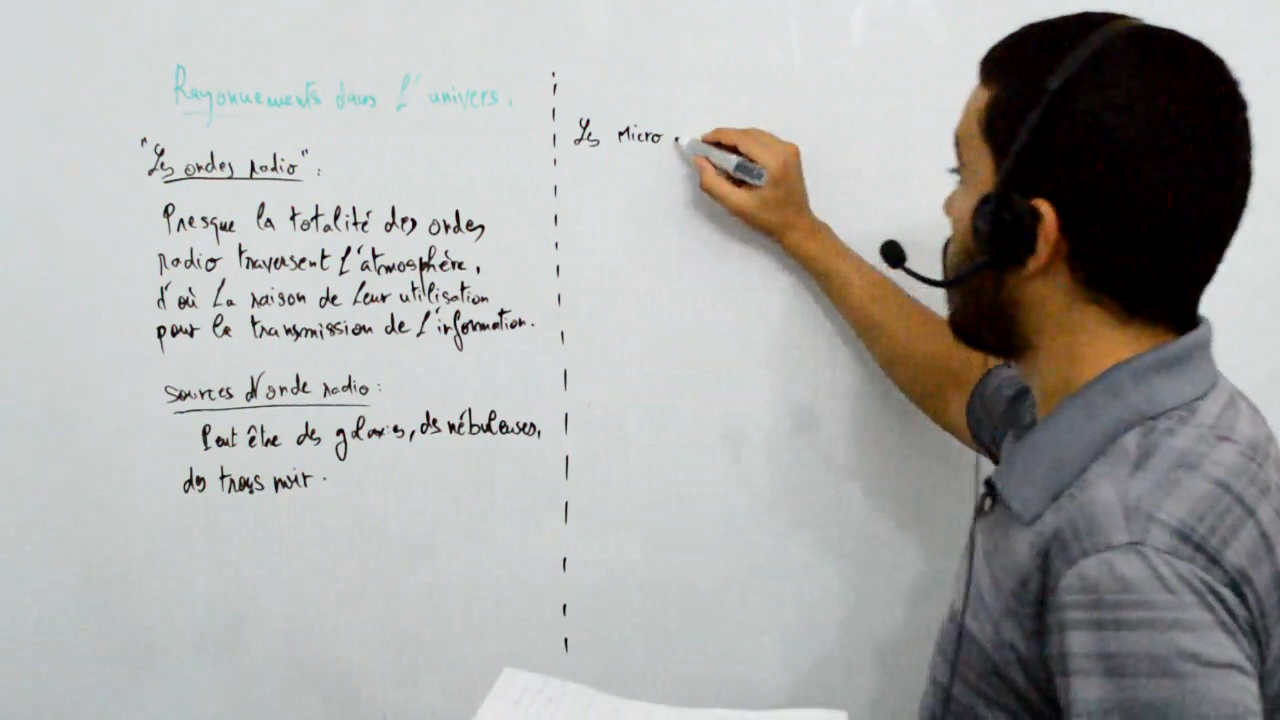 Rayonnements dans l'univers.
"Les ondes radio" :
Presque la totalité des ondes
radio traversent l'atmosphère,
d'où la raison de leur utilisation
pour la transmission de l'information.
sources d'onde radio :
Peut être des galaxies, des nébuleuses,
des trous noir.
Les Micro